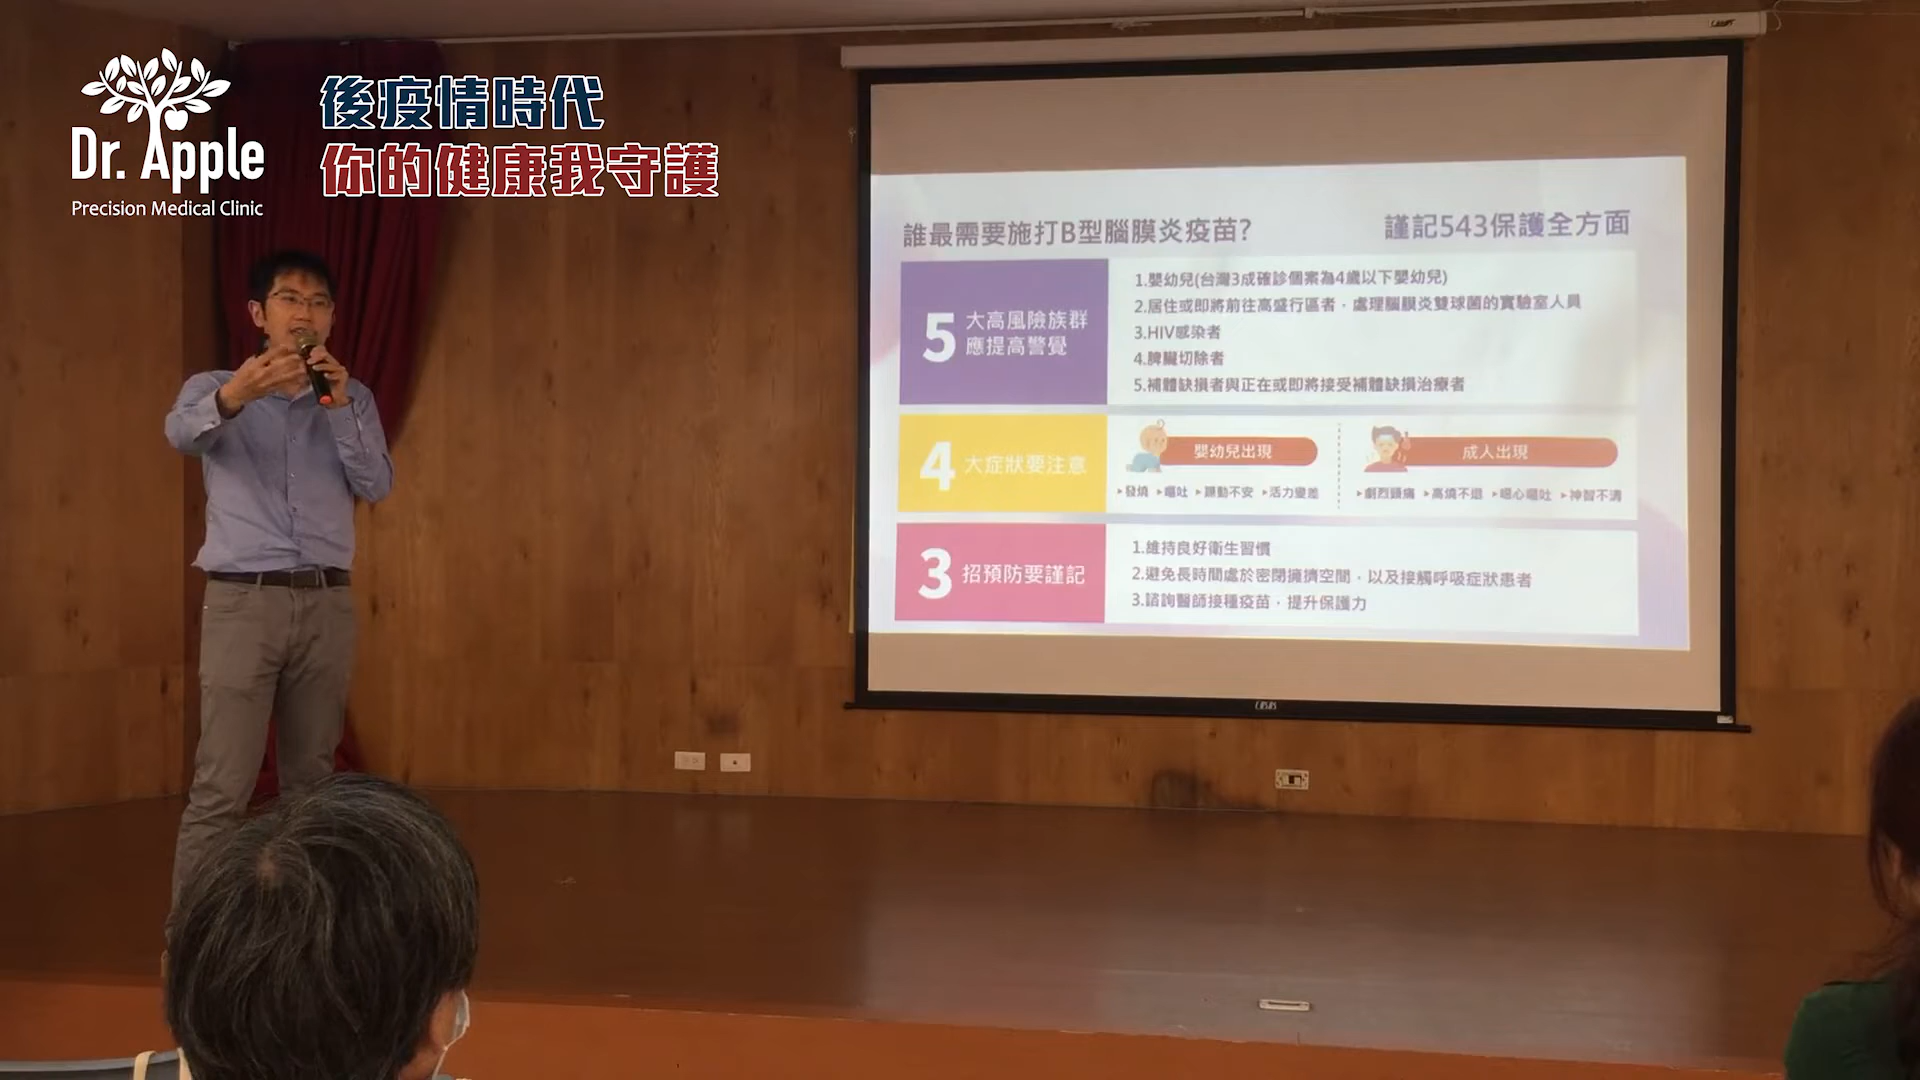 Dr. Apple
Precision Medical Clinic
後疫情時代
你的健康我守護
誰最需要施打B型腦膜炎疫苗?
謹記543保護全方面
5 大高風險族群
應提高警覺
1.嬰幼兒(台灣3成確診個案為4歲以下嬰幼兒)
2.居住或即將前往高盛行區者，處理腦膜炎雙球菌的實驗室人員
3.HIV感染者
4.脾臟切除者
5.補體缺損者與正在或即將接受補體缺損治療者
4 大症狀要注意
嬰幼兒出現
▸發燒 ▸嘔吐 ▸躁動不安 ▸活力變差
成人出現
▸劇烈頭痛 ▸高燒不退 ▸噁心嘔吐 ▸神智不清
3 招預防要謹記
1.維持良好衛生習慣
2.避免長時間處於密閉擁擠空間，以及接觸呼吸症狀患者
3.諮詢醫師接種疫苗，提升保護力